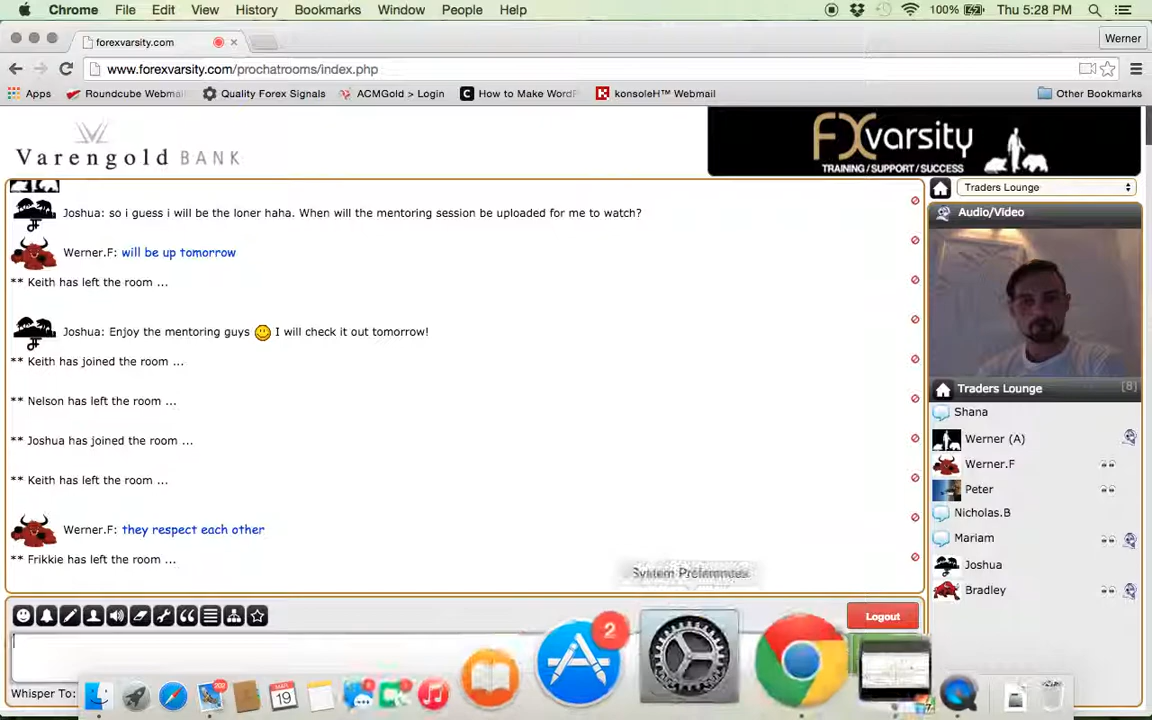 Chrome File Edit View History Bookmarks Window People Help 100% Thu 5:28 PM
forexvarsity.com Werner
www.forexvarsity.com/prochatrooms/index.php
Apps Roundcube Webmai Quality Forex Signals ACMGold > Login How to Make WordP konsoleH™ Webmail Other Bookmarks
Varengold BANK
FXvarsity
TRAINING/SUPPORT/SUCCESS
Traders Lounge
Audio/Video
Joshua: so i guess i will be the loner haha. When will the mentoring session be uploaded for me to watch?
Werner.F: will be up tomorrow
** Keith has left the room ...
Joshua: Enjoy the mentoring guys I will check it out tomorrow!
** Keith has joined the room ...
** Nelson has left the room ...
** Joshua has joined the room ...
** Keith has left the room ...
Werner.F: they respect each other
** Frikkie has left the room ...
Traders Lounge [8]
Shana
Werner (A)
Werner.F
Peter
Nicholas.B
Mariam
Joshua
Bradley
System Preferences
Logout
Whisper To:
2
202
MAR
19